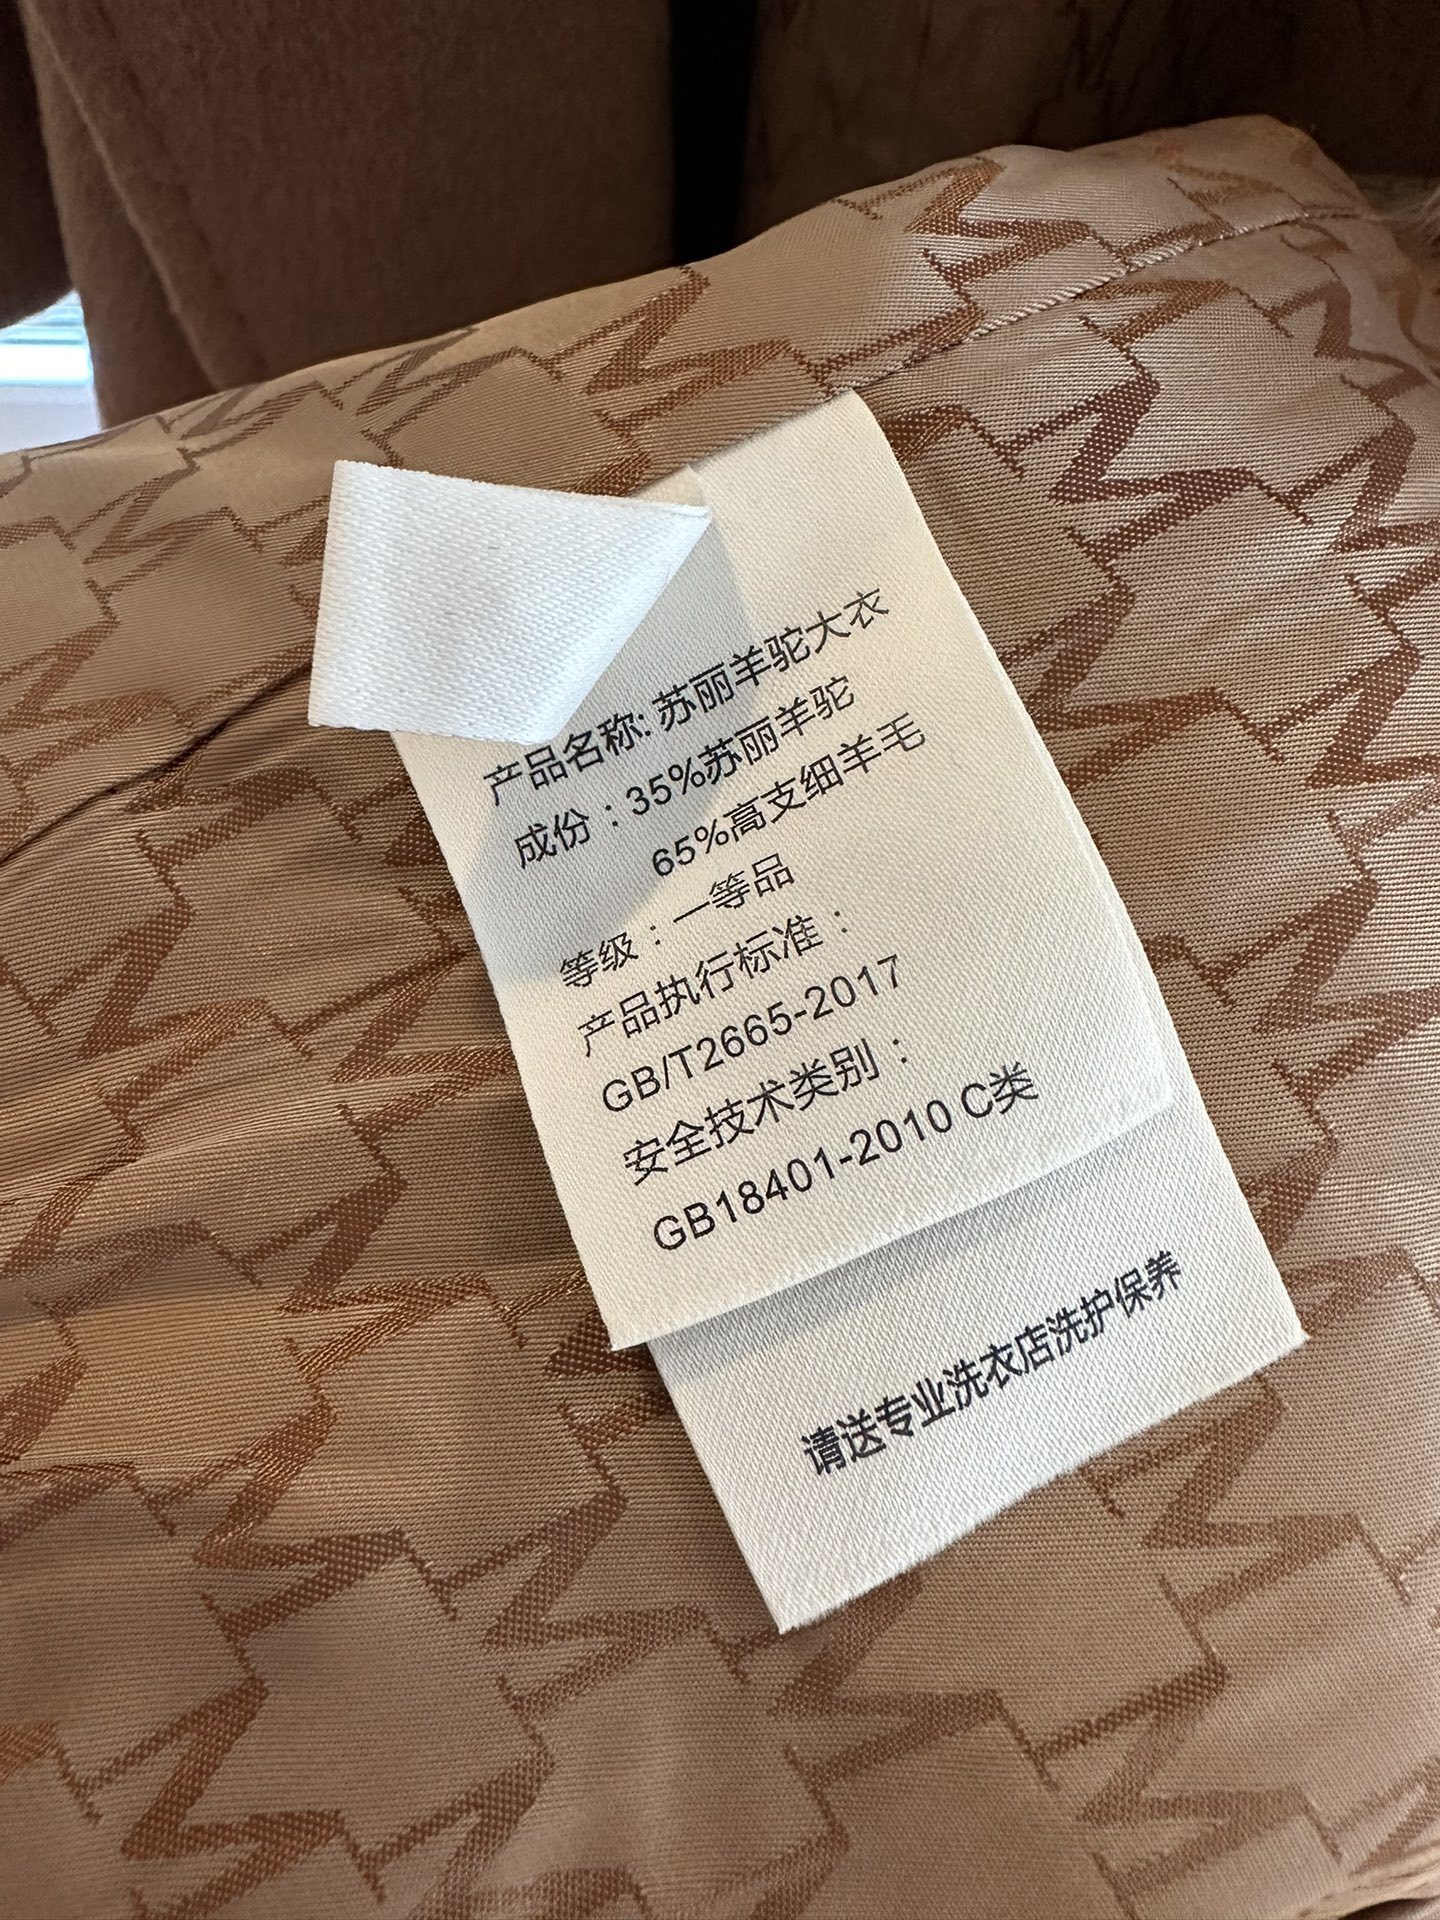 产品名称: 苏丽羊驼大衣
成份：35%苏丽羊驼
65%高支细羊毛
等级：一等品
产品执行标准：
GB/T2665-2017
安全技术类别：
GB18401-2010 C类
请送专业洗衣店洗护保养